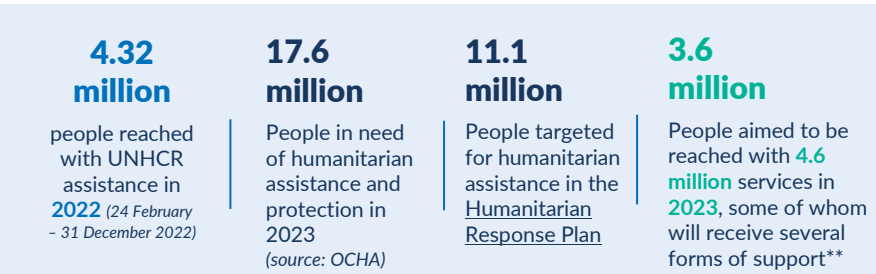 4.32
million
people reached
with UNHCR
assistance in
2022 (24 February
– 31 December 2022)
17.6
million
People in need
of humanitarian
assistance and
protection in
2023
(source: OCHA)
11.1
million
People targeted
for humanitarian
assistance in the
Humanitarian
Response Plan
3.6
million
People aimed to be
reached with 4.6
million services in
2023, some of whom
will receive several
forms of support**